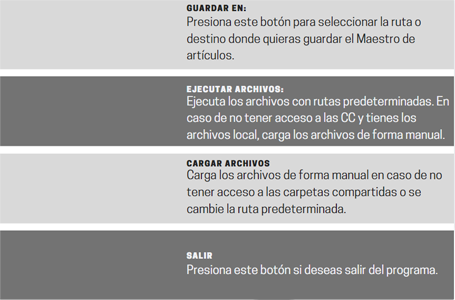 GUARDAR EN:
Presiona este botón para seleccionar la ruta o
destino donde quieras guardar el Maestro de
artículos.
EJECUTAR ARCHIVOS:
Ejecuta los archivos con rutas predeterminadas. En
caso de no tener acceso a las CC y tienes los
archivos local, carga los archivos de forma manual.
CARGAR ARCHIVOS
Carga los archivos de forma manual en caso de no
tener acceso a las carpetas compartidas o se
cambie la ruta predeterminada.
SALIR
Presiona este botón si deseas salir del programa.